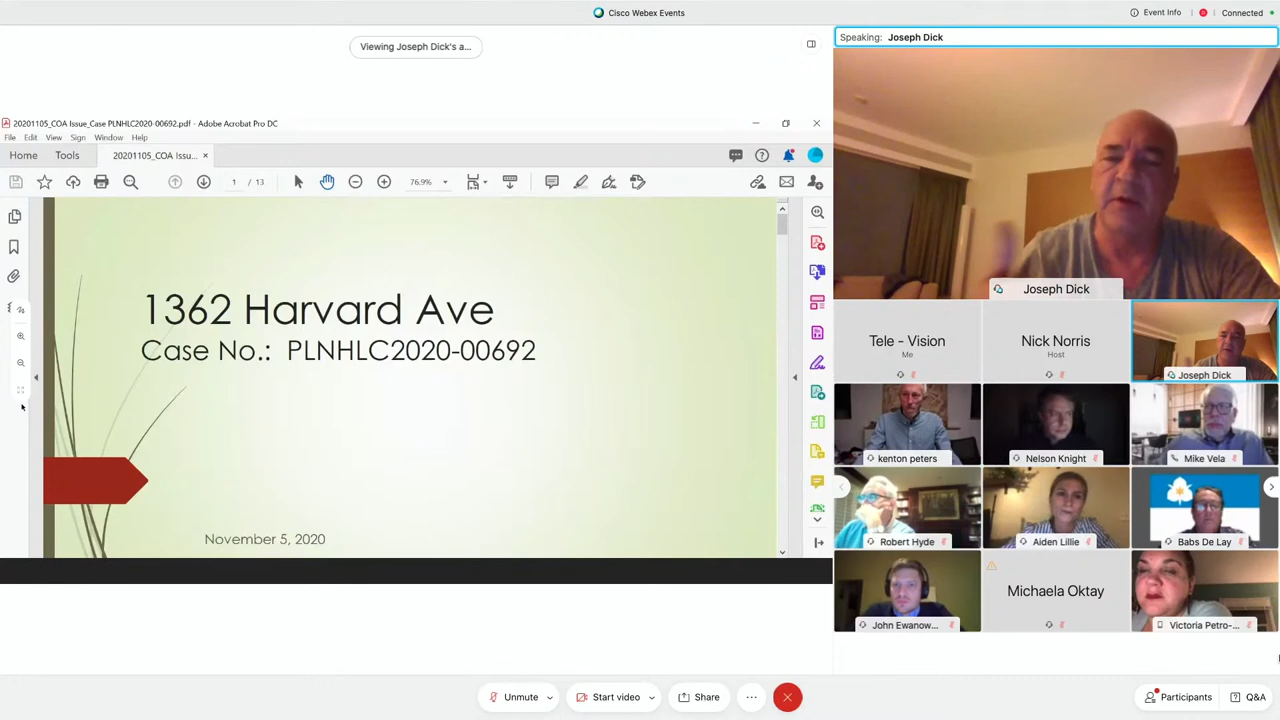 Cisco Webex Events
Event Info
Connected
Viewing Joseph Dick's a...
Speaking: Joseph Dick
20201105_COA Issue_Case PLNHLC2020-00692.pdf - Adobe Acrobat Pro DC
File Edit View Sign Window Help
Home Tools 20201105_COA Issu... ×
1 / 13 76.9%
1362 Harvard Ave
Case No.: PLNHLC2020-00692
November 5, 2020
Joseph Dick
Tele - Vision
Me
Nick Norris
Host
Joseph Dick
kenton peters
Nelson Knight
Mike Vela
Robert Hyde
Aiden Lillie
Babs De Lay
John Ewanow...
Michaela Oktay
Victoria Petro-...
Unmute
Start video
Share
Participants
Q&A